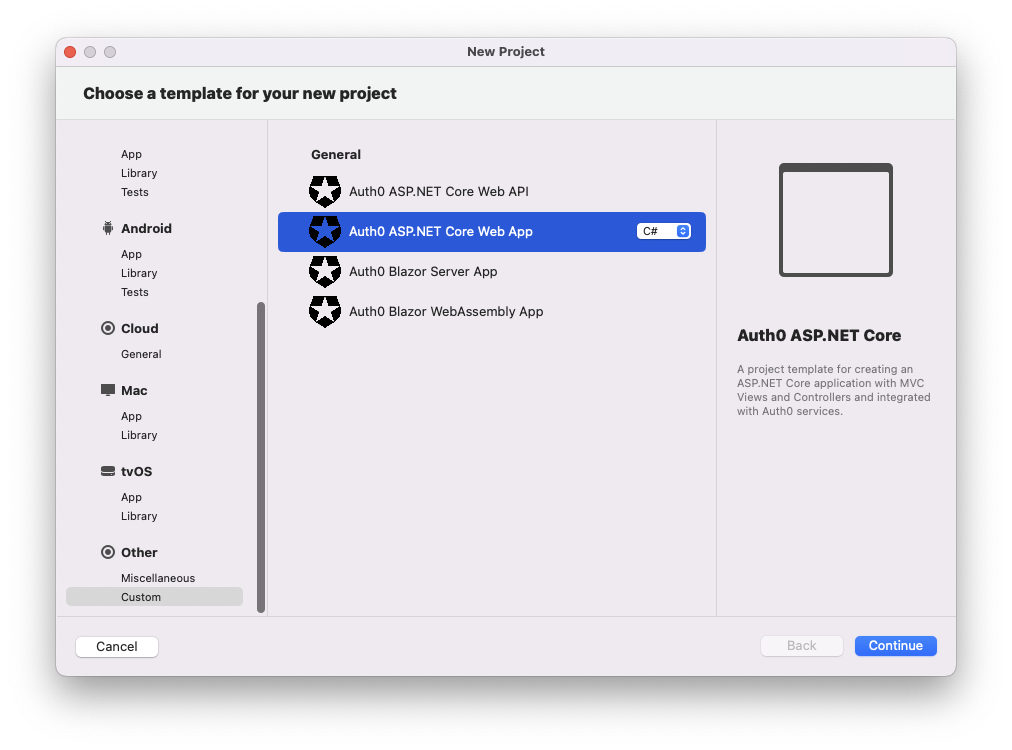 New Project
Choose a template for your new project
App
Library
Tests
Android
App
Library
Tests
Cloud
General
Mac
App
Library
tvOS
App
Library
Other
Miscellaneous
Custom
General
Auth0 ASP.NET Core Web API
Auth0 ASP.NET Core Web App
C#
Auth0 Blazor Server App
Auth0 Blazor WebAssembly App
Auth0 ASP.NET Core
A project template for creating an
ASP.NET Core application with MVC
Views and Controllers and integrated
with Auth0 services.
Cancel
Back
Continue